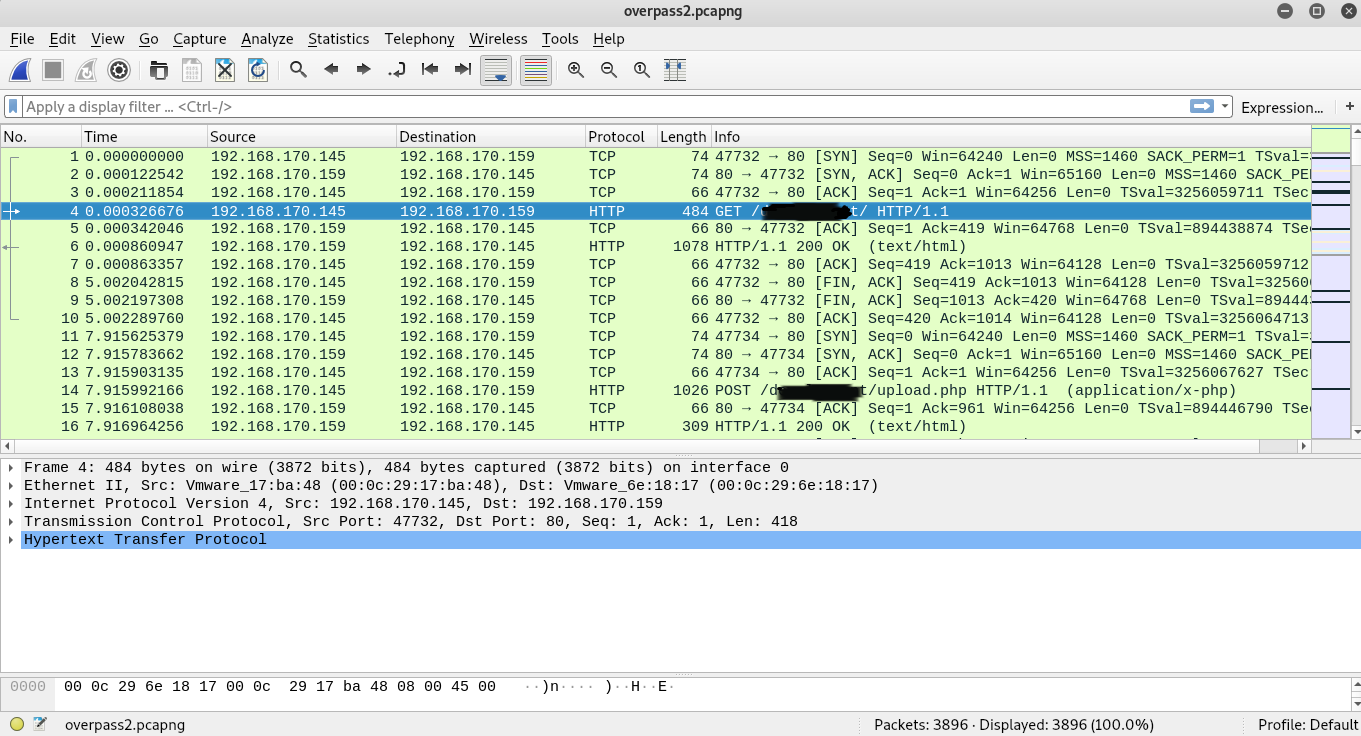 overpass2.pcapng
File Edit View Go Capture Analyze Statistics Telephony Wireless Tools Help
Apply a display filter ... <Ctrl-/> Expression... +
No. Time Source Destination Protocol Length Info
1 0.000000000 192.168.170.145 192.168.170.159 TCP 74 47732 → 80 [SYN] Seq=0 Win=64240 Len=0 MSS=1460 SACK_PERM=1 TSval=
2 0.000122542 192.168.170.159 192.168.170.145 TCP 74 80 → 47732 [SYN, ACK] Seq=0 Ack=1 Win=65160 Len=0 MSS=1460 SACK_PE
3 0.000211854 192.168.170.145 192.168.170.159 TCP 66 47732 → 80 [ACK] Seq=1 Ack=1 Win=64256 Len=0 TSval=3256059711 TSec
4 0.000326676 192.168.170.145 192.168.170.159 HTTP 484 GET / t/ HTTP/1.1
5 0.000342046 192.168.170.159 192.168.170.145 TCP 66 80 → 47732 [ACK] Seq=1 Ack=419 Win=64768 Len=0 TSval=894438874 TSec
6 0.000860947 192.168.170.159 192.168.170.145 HTTP 1078 HTTP/1.1 200 OK (text/html)
7 0.000863357 192.168.170.145 192.168.170.159 TCP 66 47732 → 80 [ACK] Seq=419 Ack=1013 Win=64128 Len=0 TSval=3256059712
8 5.002042815 192.168.170.145 192.168.170.159 TCP 66 47732 → 80 [FIN, ACK] Seq=419 Ack=1013 Win=64128 Len=0 TSval=32560
9 5.002197308 192.168.170.159 192.168.170.145 TCP 66 80 → 47732 [FIN, ACK] Seq=1013 Ack=420 Win=64768 Len=0 TSval=89444
10 5.002289760 192.168.170.145 192.168.170.159 TCP 66 47732 → 80 [ACK] Seq=420 Ack=1014 Win=64128 Len=0 TSval=3256064713
11 7.915625379 192.168.170.145 192.168.170.159 TCP 74 47734 → 80 [SYN] Seq=0 Win=64240 Len=0 MSS=1460 SACK_PERM=1 TSval=
12 7.915783662 192.168.170.159 192.168.170.145 TCP 74 80 → 47734 [SYN, ACK] Seq=0 Ack=1 Win=65160 Len=0 MSS=1460 SACK_PE
13 7.915903135 192.168.170.145 192.168.170.159 TCP 66 47734 → 80 [ACK] Seq=1 Ack=1 Win=64256 Len=0 TSval=3256067627 TSec
14 7.915992166 192.168.170.145 192.168.170.159 HTTP 1026 POST /d t/upload.php HTTP/1.1 (application/x-php)
15 7.916108038 192.168.170.159 192.168.170.145 TCP 66 80 → 47734 [ACK] Seq=1 Ack=961 Win=64256 Len=0 TSval=894446790 TSec
16 7.916964256 192.168.170.159 192.168.170.145 HTTP 309 HTTP/1.1 200 OK (text/html)
Frame 4: 484 bytes on wire (3872 bits), 484 bytes captured (3872 bits) on interface 0
Ethernet II, Src: Vmware_17:ba:48 (00:0c:29:17:ba:48), Dst: Vmware_6e:18:17 (00:0c:29:6e:18:17)
Internet Protocol Version 4, Src: 192.168.170.145, Dst: 192.168.170.159
Transmission Control Protocol, Src Port: 47732, Dst Port: 80, Seq: 1, Ack: 1, Len: 418
Hypertext Transfer Protocol
0000 00 0c 29 6e 18 17 00 0c 29 17 ba 48 08 00 45 00 ··)n···· )··H··E·
overpass2.pcapng Packets: 3896 · Displayed: 3896 (100.0%) Profile: Default